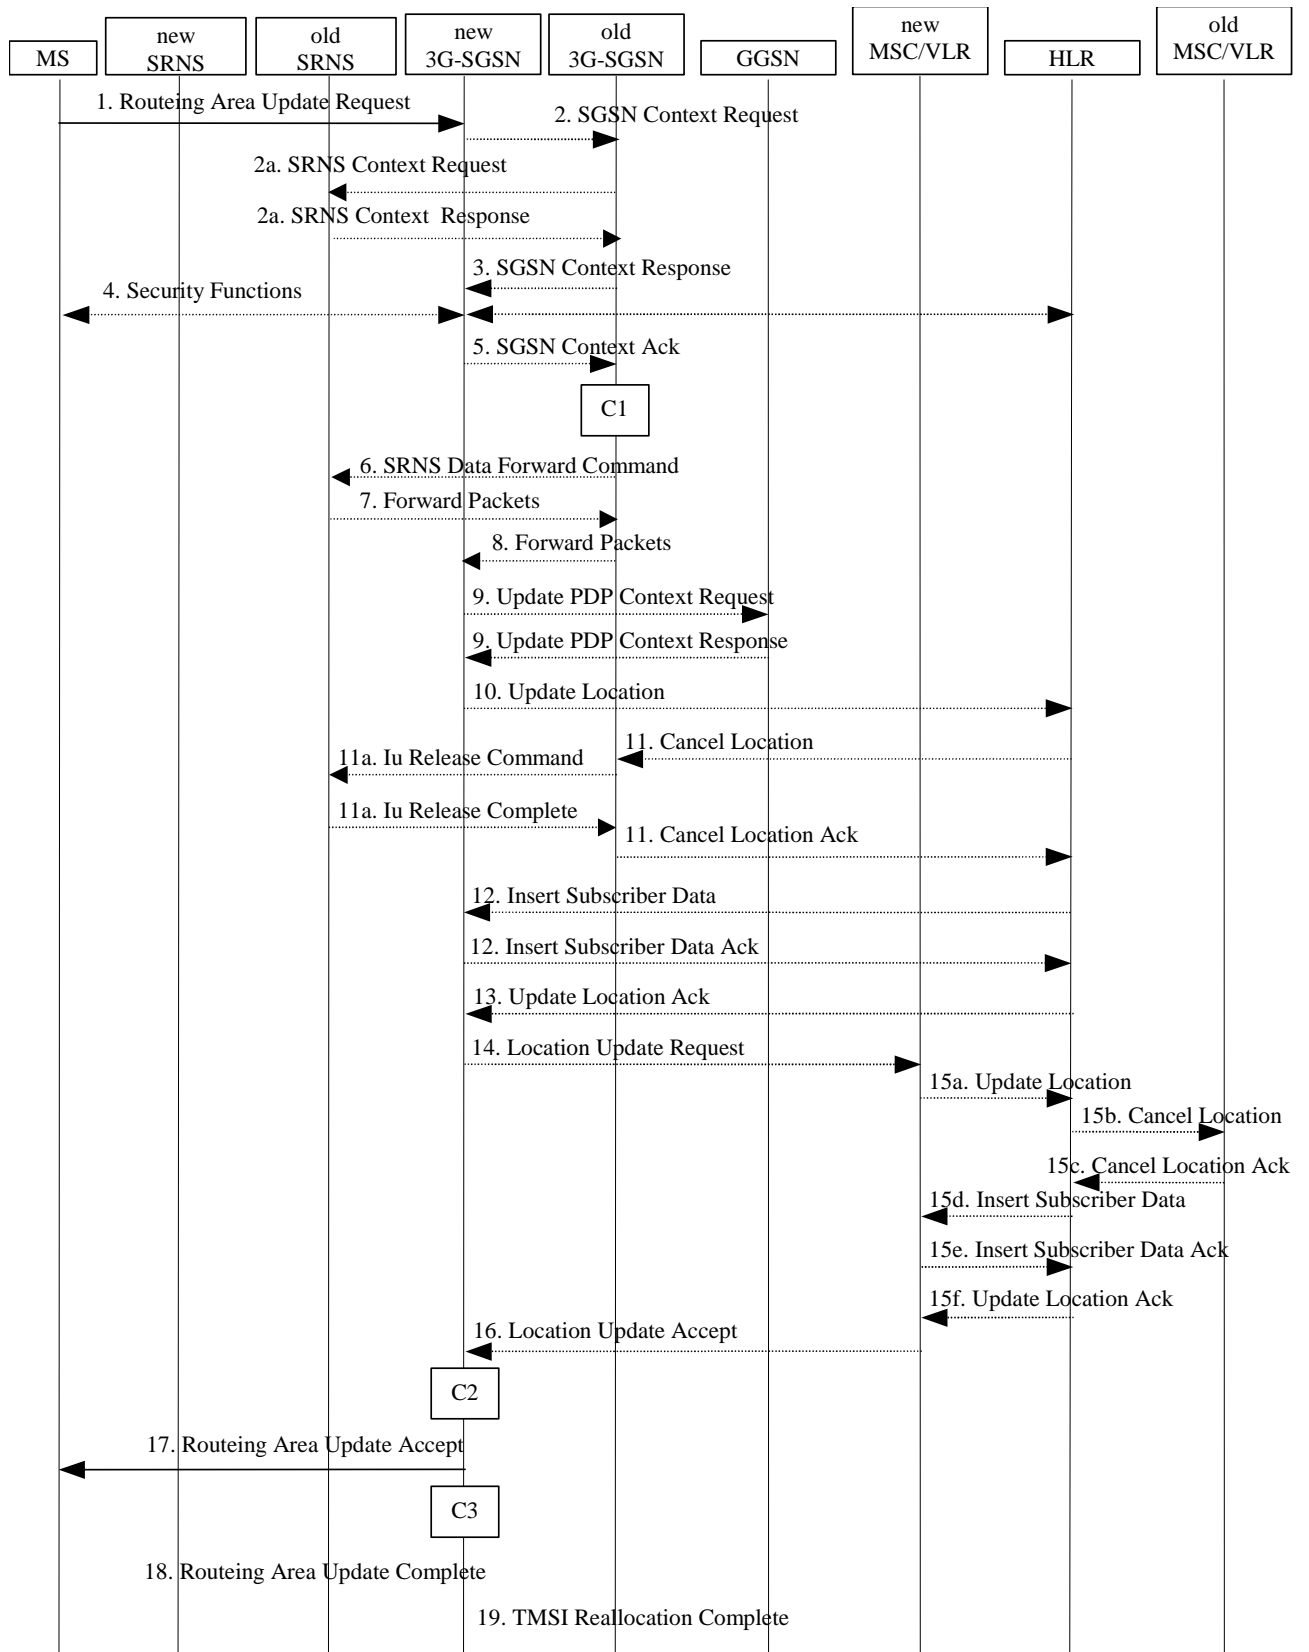 MS
new
SRNS
old
SRNS
new
3G-SGSN
old
3G-SGSN
GGSN
new
MSC/VLR
HLR
old
MSC/VLR
1. Routeing Area Update Request
2. SGSN Context Request
2a. SRNS Context Request
2a. SRNS Context Response
3. SGSN Context Response
4. Security Functions
5. SGSN Context Ack
C1
6. SRNS Data Forward Command
7. Forward Packets
8. Forward Packets
9. Update PDP Context Request
9. Update PDP Context Response
10. Update Location
11. Cancel Location
11a. Iu Release Command
11a. Iu Release Complete
11. Cancel Location Ack
12. Insert Subscriber Data
12. Insert Subscriber Data Ack
13. Update Location Ack
14. Location Update Request
15a. Update Location
15b. Cancel Location
15c. Cancel Location Ack
15d. Insert Subscriber Data
15e. Insert Subscriber Data Ack
15f. Update Location Ack
16. Location Update Accept
C2
17. Routeing Area Update Accept
C3
18. Routeing Area Update Complete
19. TMSI Reallocation Complete